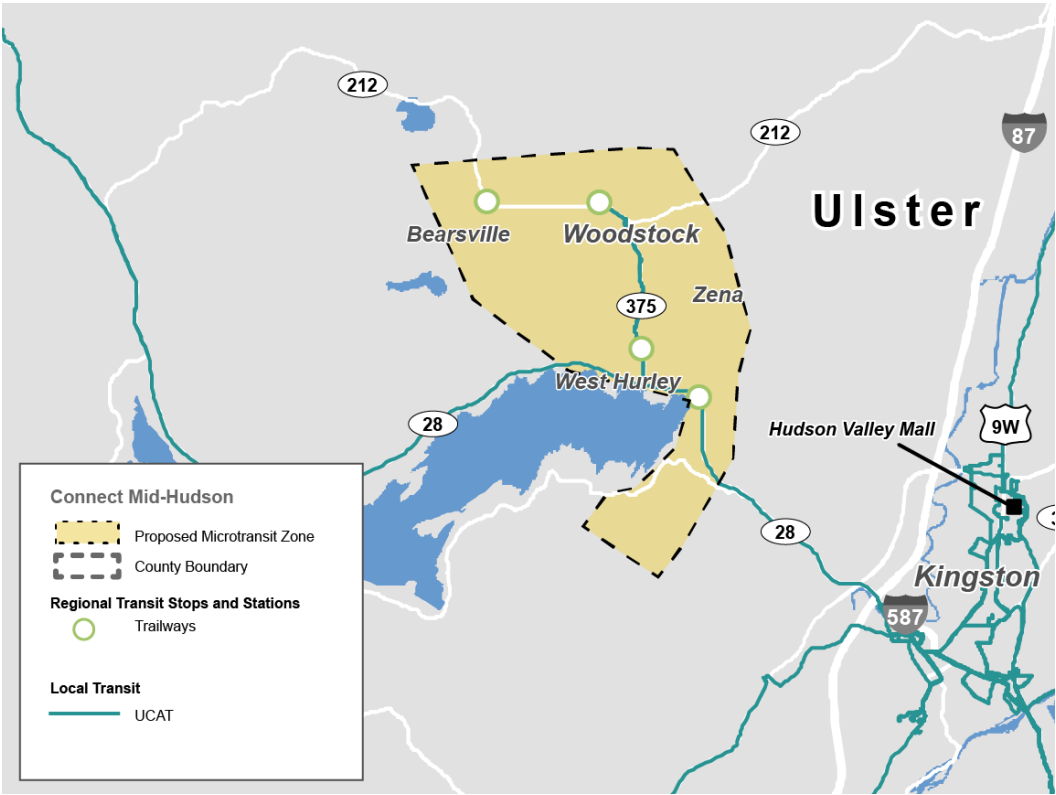 212
212
87
Ulster
Bearsville
Woodstock
Zena
375
West Hurley
28
9W
Hudson Valley Mall
28
Kingston
587
Connect Mid-Hudson
Proposed Microtransit Zone
County Boundary
Regional Transit Stops and Stations
Trailways
Local Transit
UCAT